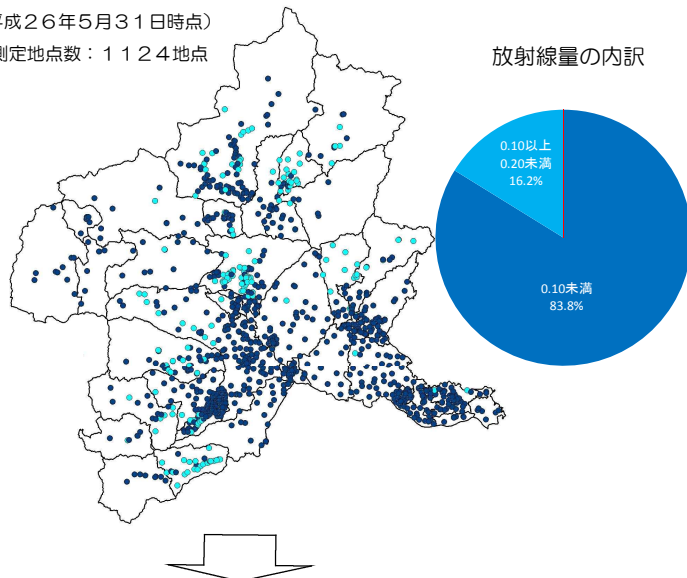 平成26年5月31日時点）
測定地点数：1124地点
放射線量の内訳
0.10以上
0.20未満
16.2%
0.10未満
83.8%